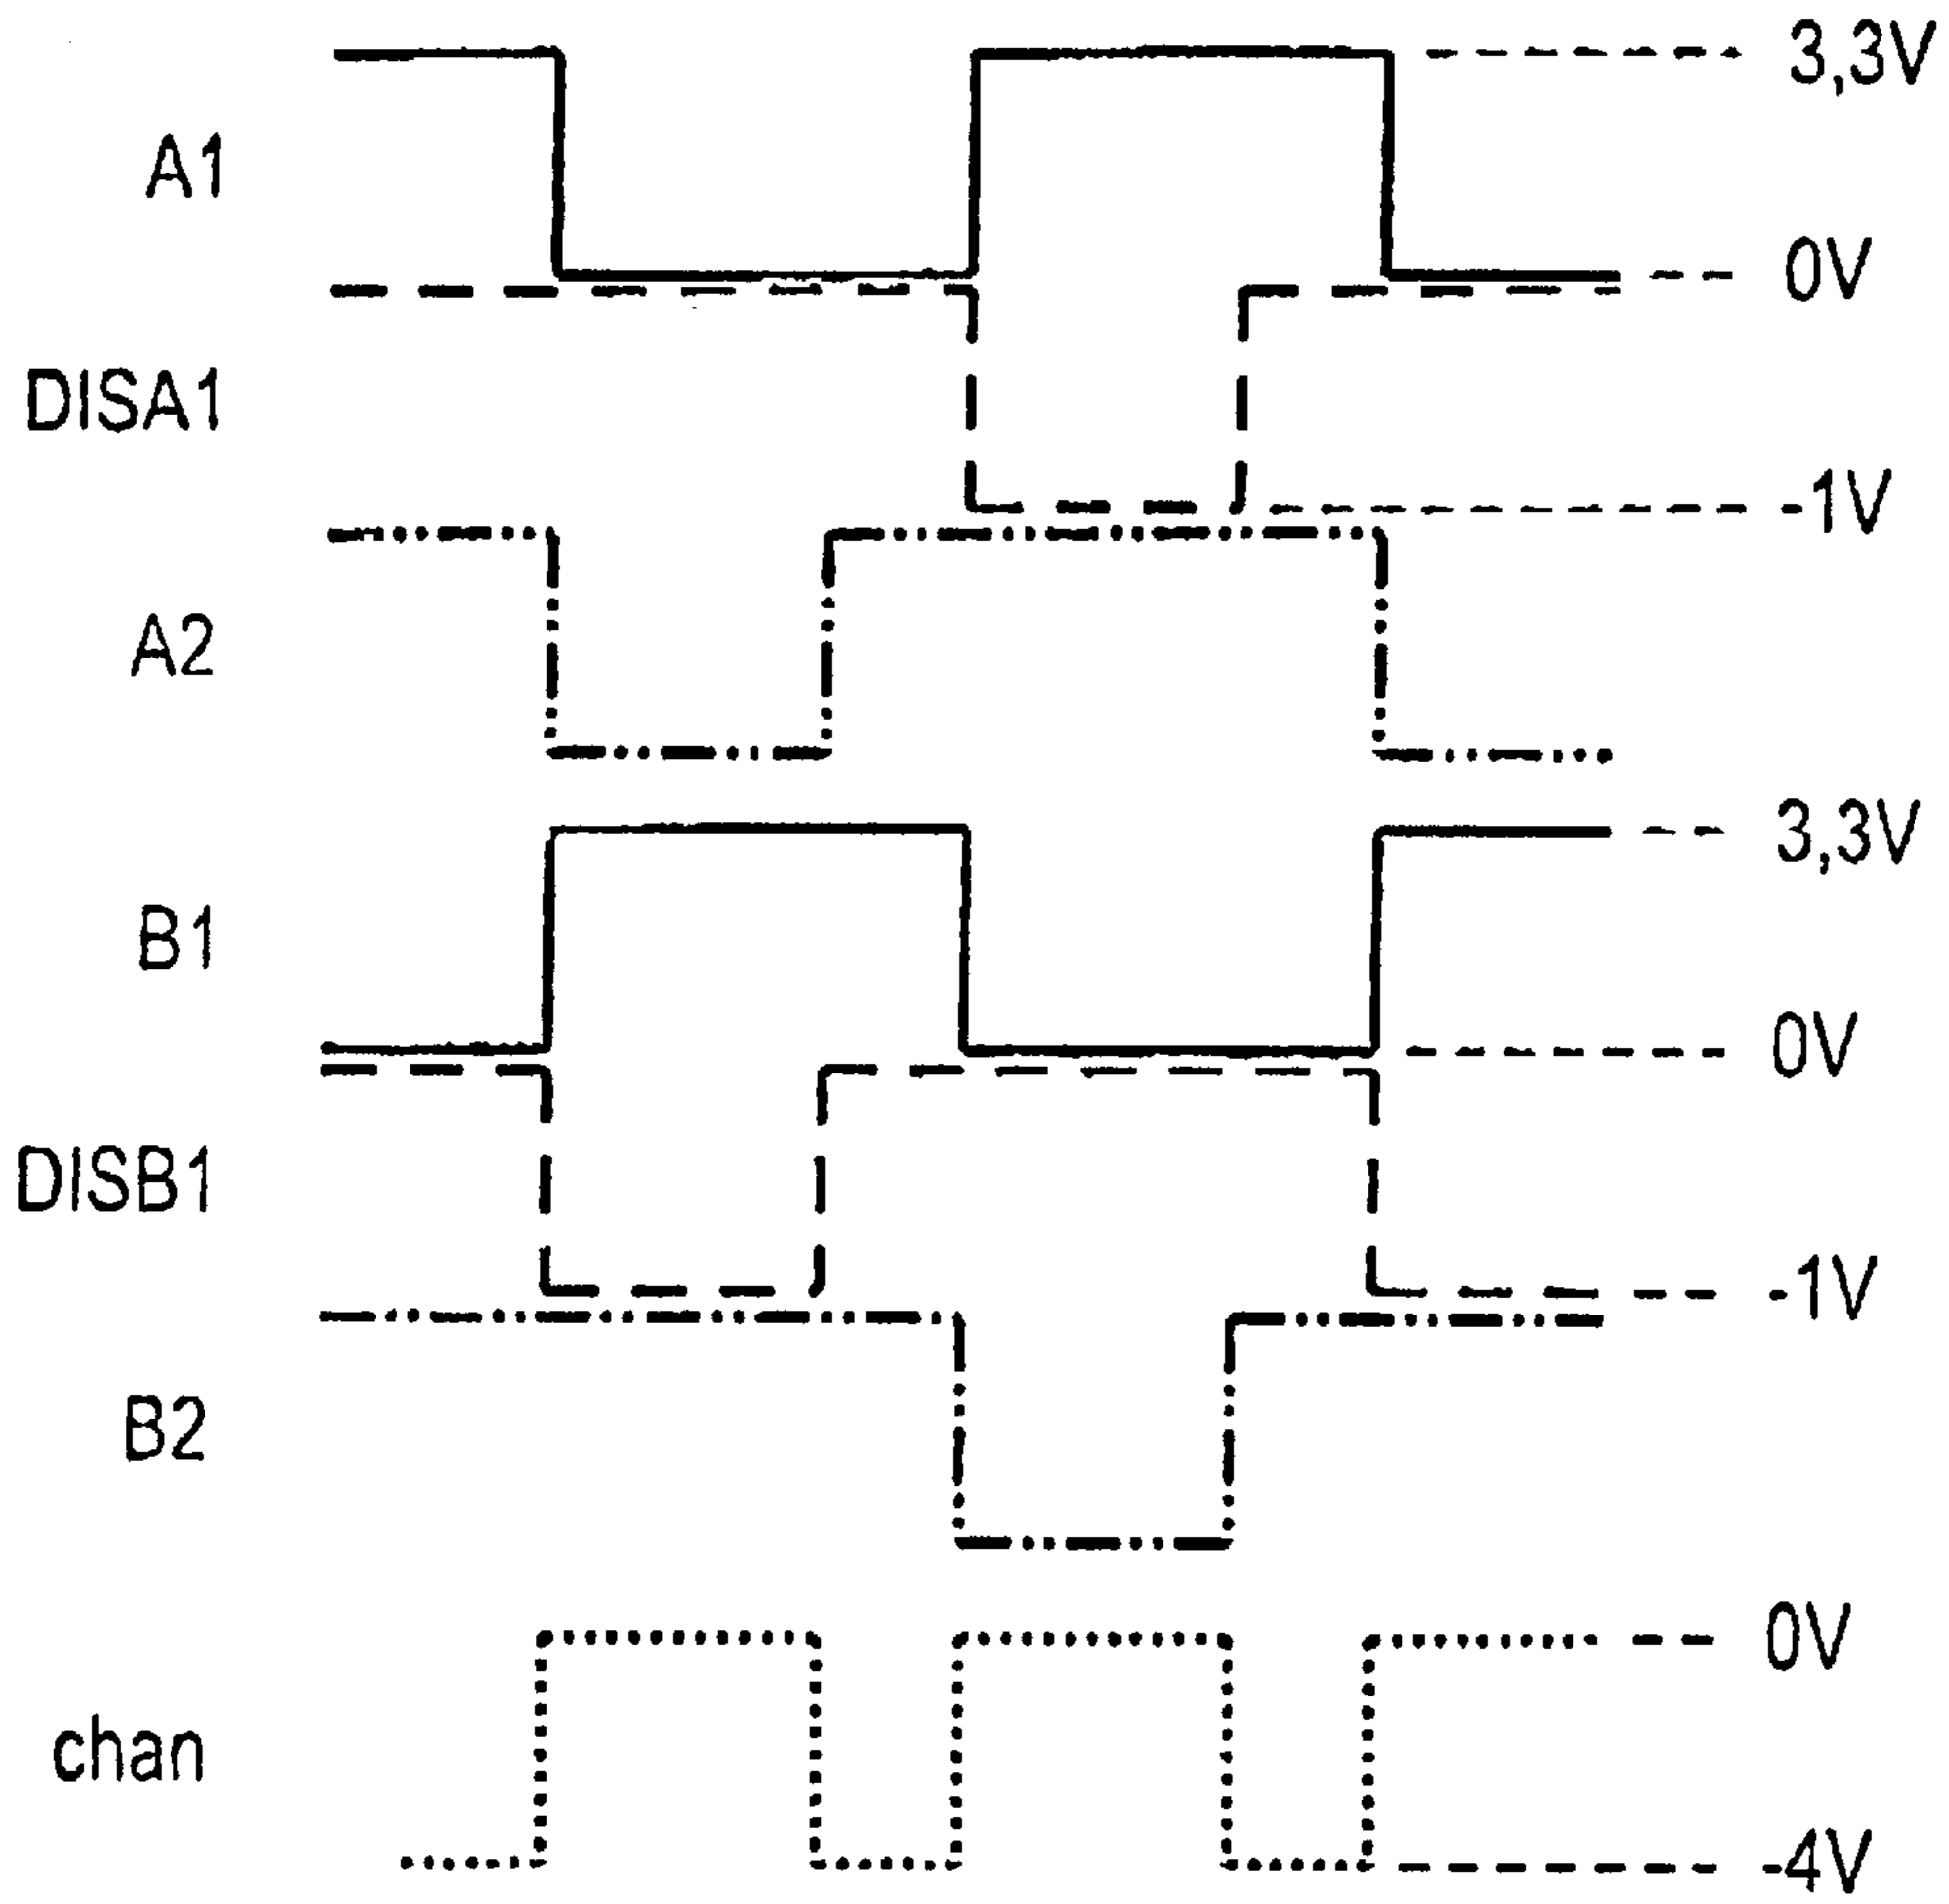 3,3V
A1
0V
DISA1
-1V
A2
3,3V
B1
0V
DISB1
-1V
B2
0V
chan
-4V